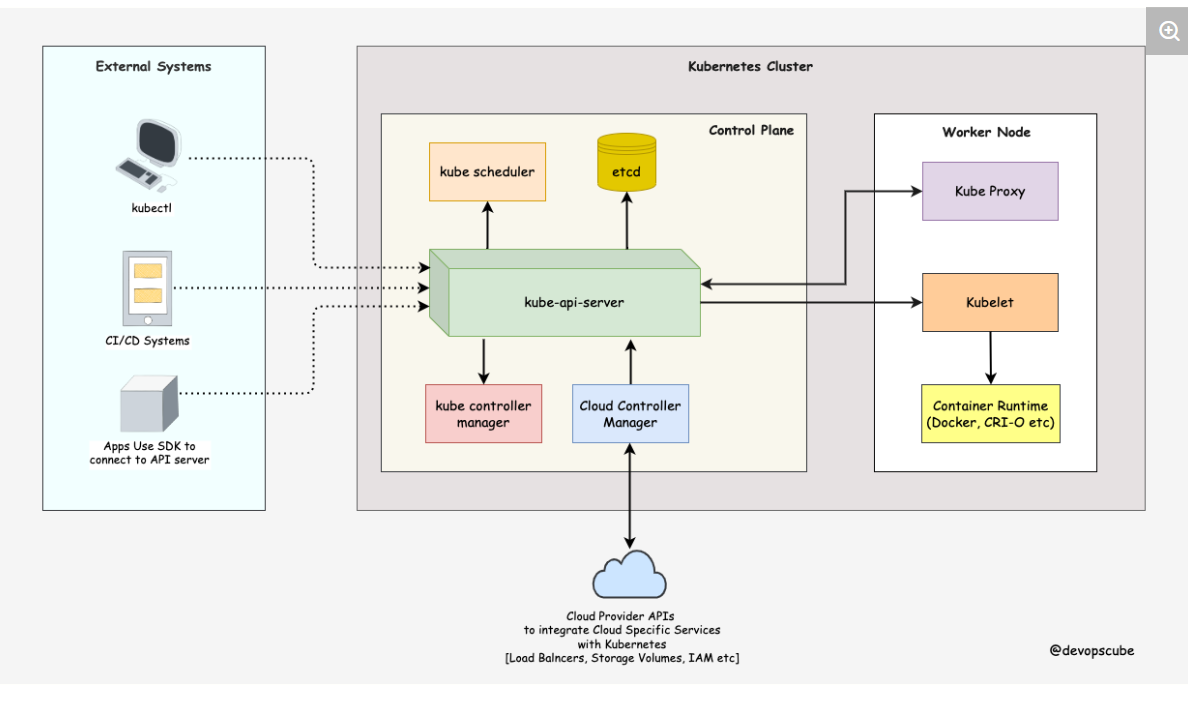 External Systems
kubectl
CI/CD Systems
Apps Use SDK to
connect to API server
Kubernetes Cluster
Control Plane
kube scheduler
etcd
kube-api-server
kube controller
manager
Cloud Controller
Manager
Worker Node
Kube Proxy
Kubelet
Container Runtime
(Docker, CRI-O etc)
Cloud Provider APIs
to integrate Cloud Specific Services
with Kubernetes
[Load Balncers, Storage Volumes, IAM etc]
@devopscube